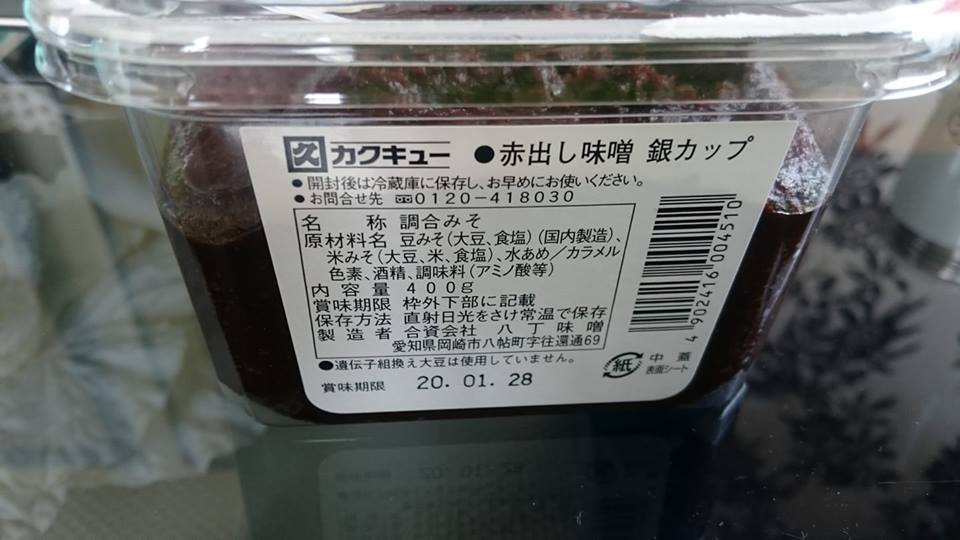 久 カクキュー ●赤出し味噌 銀カップ
●開封後は冷蔵庫に保存し、お早めにお使いください。
●お問合せ先 0120-418030
名称 調合みそ
原材料名 豆みそ(大豆、食塩)(国内製造)、
米みそ(大豆、米、食塩)、水あめ/カラメル
色素、酒精、調味料(アミノ酸等)
内容量 400g
賞味期限 枠外下部に記載
保存方法 直射日光をさけ常温で保存
製造者 合資会社 八丁味噌
愛知県岡崎市八帖町字往還通69
●遺伝子組換え大豆は使用していません。
賞味期限 20.01.28
4902416004510
紙 中蓋
表面シート